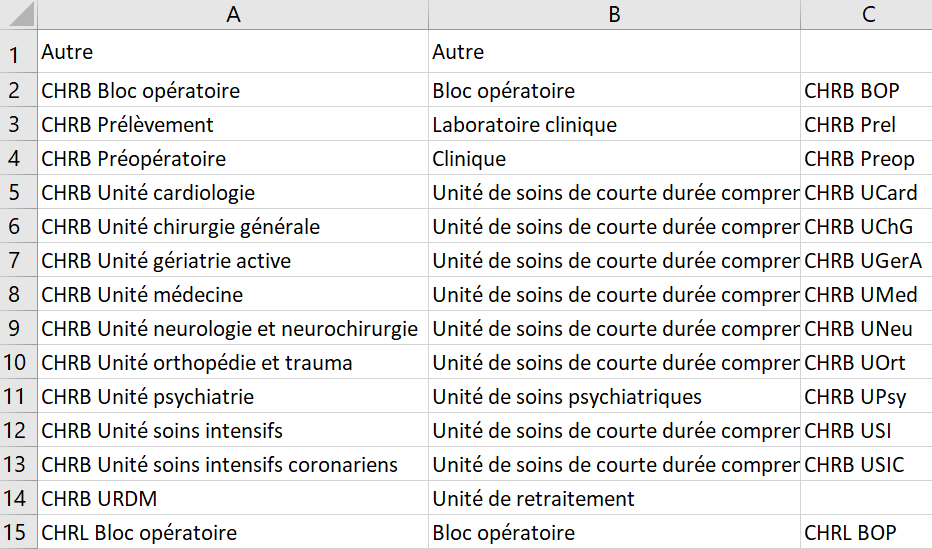 A B C
1 Autre Autre
2 CHRB Bloc opératoire Bloc opératoire CHRB BOP
3 CHRB Prélèvement Laboratoire clinique CHRB Prel
4 CHRB Préopératoire Clinique CHRB Preop
5 CHRB Unité cardiologie Unité de soins de courte durée comprer CHRB UCard
6 CHRB Unité chirurgie générale Unité de soins de courte durée comprer CHRB UChG
7 CHRB Unité gériatrie active Unité de soins de courte durée comprer CHRB UGerA
8 CHRB Unité médecine Unité de soins de courte durée comprer CHRB UMed
9 CHRB Unité neurologie et neurochirurgie Unité de soins de courte durée comprer CHRB UNeu
10 CHRB Unité orthopédie et trauma Unité de soins de courte durée comprer CHRB UOrt
11 CHRB Unité psychiatrie Unité de soins psychiatriques CHRB UPsy
12 CHRB Unité soins intensifs Unité de soins de courte durée comprer CHRB USI
13 CHRB Unité soins intensifs coronariens Unité de soins de courte durée comprer CHRB USIC
14 CHRB URDM Unité de retraitement
15 CHRL Bloc opératoire Bloc opératoire CHRL BOP